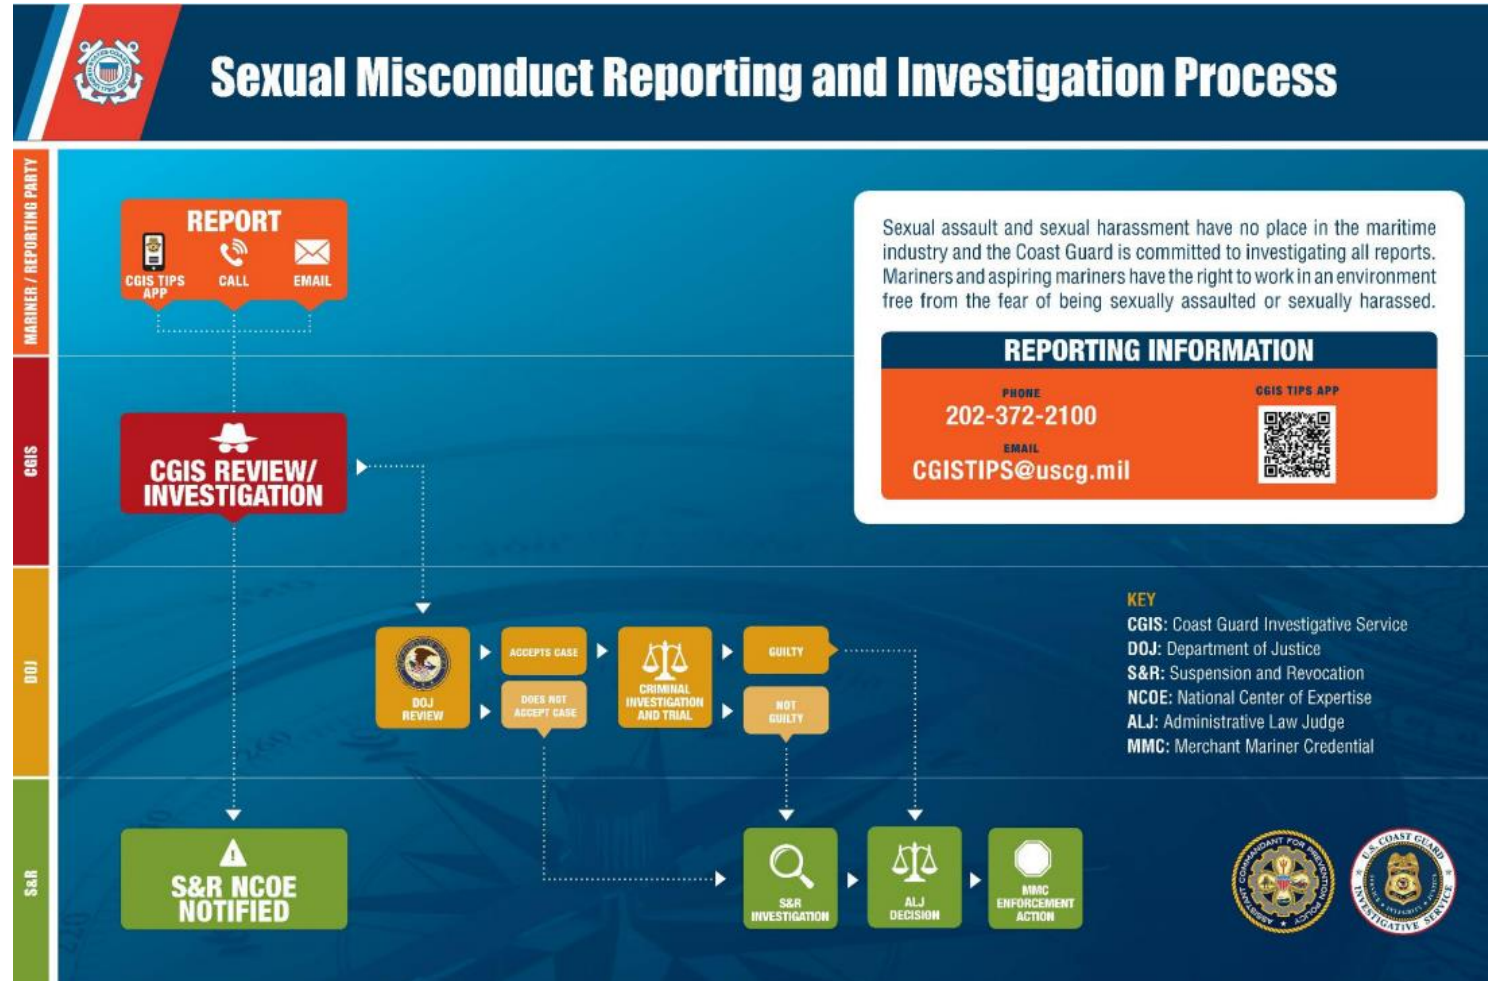 Sexual Misconduct Reporting and Investigation Process
MARINER / REPORTING PARTY
REPORT
CGIS TIPS
APP
CALL
EMAIL
Sexual assault and sexual harassment have no place in the maritime
industry and the Coast Guard is committed to investigating all reports.
Mariners and aspiring mariners have the right to work in an environment
free from the fear of being sexually assaulted or sexually harassed.
REPORTING INFORMATION
PHONE
202-372-2100
EMAIL
CGISTIPS@uscg.mil
CGIS TIPS APP
CGIS
CGIS REVIEW/
INVESTIGATION
DOJ
DOJ
REVIEW
ACCEPTS CASE
DOES NOT
ACCEPT CASE
CRIMINAL
INVESTIGATION
AND TRIAL
GUILTY
NOT
GUILTY
KEY
CGIS: Coast Guard Investigative Service
DOJ: Department of Justice
S&R: Suspension and Revocation
NCOE: National Center of Expertise
ALJ: Administrative Law Judge
MMC: Merchant Mariner Credential
S&R
S&R NCOE
NOTIFIED
S&R
INVESTIGATION
ALJ
DECISION
MMC
ENFORCEMENT
ACTION
ASSISTANT COMMANDANT FOR PREVENTION POLICY
U.S. COAST GUARD
INVESTIGATIVE SERVICE